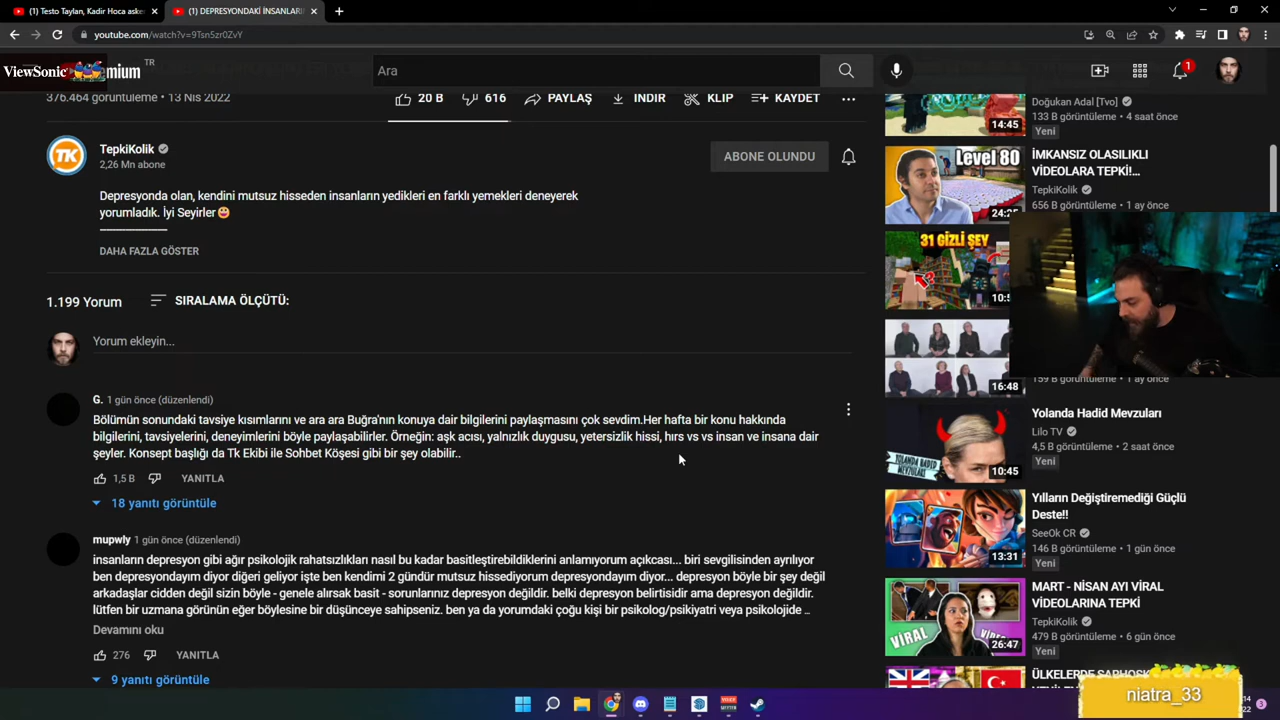 (1) Testo Taylan, Kadir Hoca aske
(1) DEPRESYONDAKİ İNSANLARI
youtube.com/watch?v=9Tsn5zr0ZvY
ViewSonic
mium TR
Ara
1
376.464 görüntüleme • 13 Nis 2022
20 B
616
PAYLAŞ
İNDİR
KLİP
KAYDET
TepkiKolik
2,26 Mn abone
ABONE OLUNDU
TK
Depresyonda olan, kendini mutsuz hisseden insanların yedikleri en farklı yemekleri deneyerek
yorumladık. İyi Seyirler😃
DAHA FAZLA GÖSTER
1.199 Yorum
SIRALAMA ÖLÇÜTÜ:
Yorum ekleyin...
G. 1 gün önce (düzenlendi)
Bölümün sonundaki tavsiye kısımlarını ve ara ara Buğra'nın konuya dair bilgilerini paylaşmasını çok sevdim.Her hafta bir konu hakkında
bilgilerini, tavsiyelerini, deneyimlerini böyle paylaşabilirler. Örneğin: aşk acısı, yalnızlık duygusu, yetersizlik hissi, hırs vs vs insan ve insana dair
şeyler. Konsept başlığı da Tk Ekibi ile Sohbet Köşesi gibi bir şey olabilir..
1,5 B
YANITLA
18 yanıtı görüntüle
mupwly 1 gün önce (düzenlendi)
insanların depresyon gibi ağır psikolojik rahatsızlıkları nasıl bu kadar basitleştirebildiklerini anlamıyorum açıkcası... biri sevgilisinden ayrılıyor
ben depresyondayım diyor diğeri geliyor işte ben kendimi 2 gündür mutsuz hissediyorum depresyondayım diyor... depresyon böyle bir şey değil
arkadaşlar cidden değil sizin böyle - genele alırsak basit - sorunlarınız depresyon değildir. belki depresyon belirtisidir ama depresyon değildir.
lütfen bir uzmana görünün eğer böylesine bir düşünceye sahipseniz. ben ya da yorumdaki çoğu kişi bir psikolog/psikiyatri veya psikolojide ..
Devamını oku
276
YANITLA
9 yanıtı görüntüle
14:45
Doğukan Adal [Tvo]
133 B görüntüleme • 4 saat önce
Yeni
Level 80
24:2
İMKANSIZ OLASILIKLI
VİDEOLARA TEPKİ!...
TepkiKolik
656 B görüntüleme • 1 ay önce
31 GİZLİ ŞEY
10:5
16:48
Yeni
10:45
Yolanda Hadid Mevzuları
Lilo TV
4,5 B görüntüleme • 2 saat önce
Yeni
13:31
Yılların Değiştiremediği Güçlü
Deste!!
SeeOk CR
146 B görüntüleme • 1 gün önce
Yeni
VİRAL
26:47
MART - NİSAN AYI VİRAL
VİDEOLARINA TEPKİ
TepkiKolik
479 B görüntüleme • 6 gün önce
Yeni
niatra_33
14
22
3